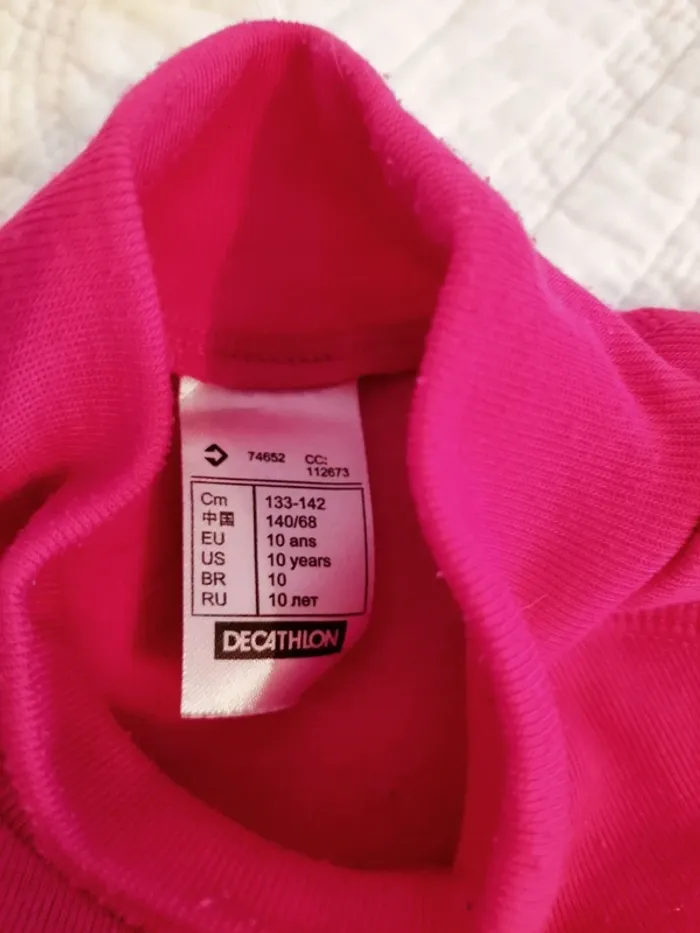 74652 CC:
112673
Cm 133-142
中国 140/68
EU 10 ans
US 10 years
BR 10
RU 10 лет
DECATHLON